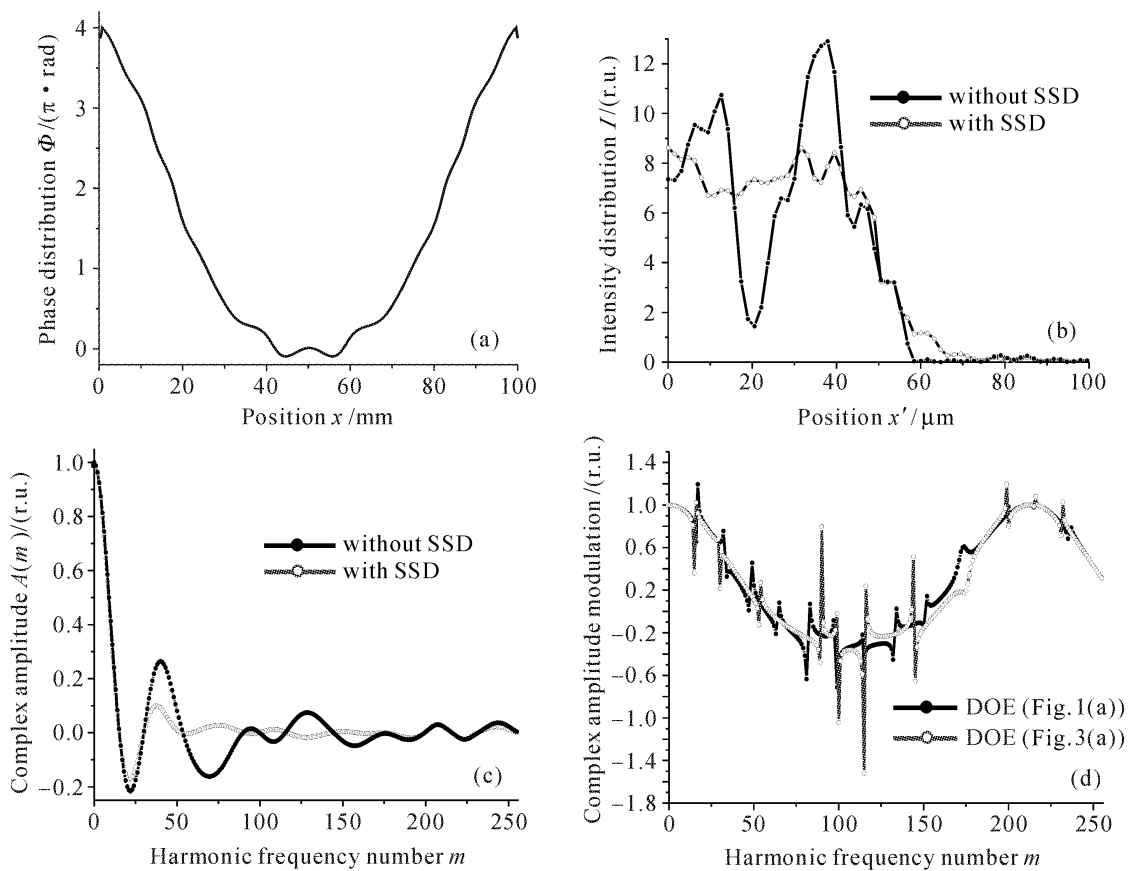 Phase distribution Φ/(π • rad)
4
3
2
1
0
(a)
0 20 40 60 80 100
Position x /mm
Intensity distribution I/(r.u.)
12
10
8
6
4
2
0
without SSD
with SSD
(b)
0 20 40 60 80 100
Position x′/μm
Complex amplitude A(m)/(r.u.)
1.0
0.8
0.6
0.4
0.2
0.0
−0.2
without SSD
with SSD
(c)
0 50 100 150 200 250
Harmonic frequency number m
Complex amplitude modulation /(r.u.)
1.4
1.0
0.6
0.2
−0.2
−0.6
−1.0
−1.4
−1.8
DOE (Fig.1(a))
DOE (Fig.3(a))
(d)
0 50 100 150 200 250
Harmonic frequency number m